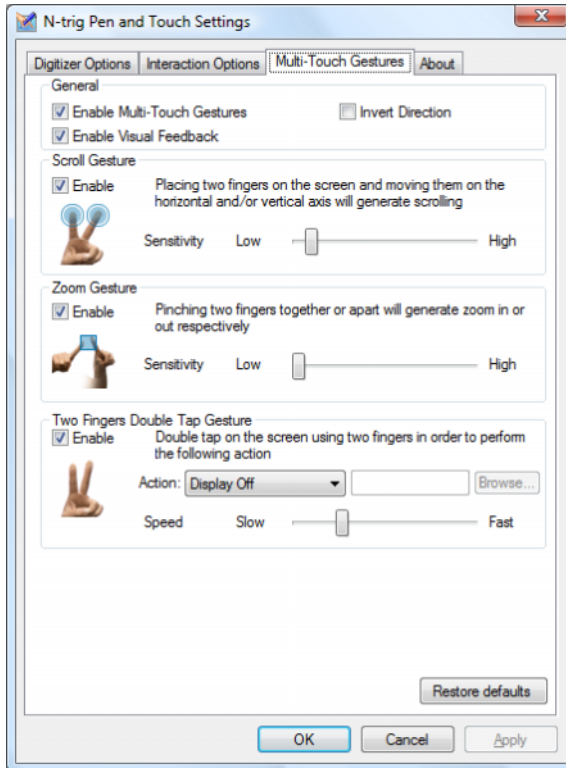 N-trig Pen and Touch Settings
Digitizer Options Interaction Options Multi-Touch Gestures About
General
Enable Multi-Touch Gestures Invert Direction
Enable Visual Feedback
Scroll Gesture
Enable Placing two fingers on the screen and moving them on the
horizontal and/or vertical axis will generate scrolling
Sensitivity Low High
Zoom Gesture
Enable Pinching two fingers together or apart will generate zoom in or
out respectively
Sensitivity Low High
Two Fingers Double Tap Gesture
Enable Double tap on the screen using two fingers in order to perform
the following action
Action: Display Off Browse...
Speed Slow Fast
Restore defaults
OK Cancel Apply